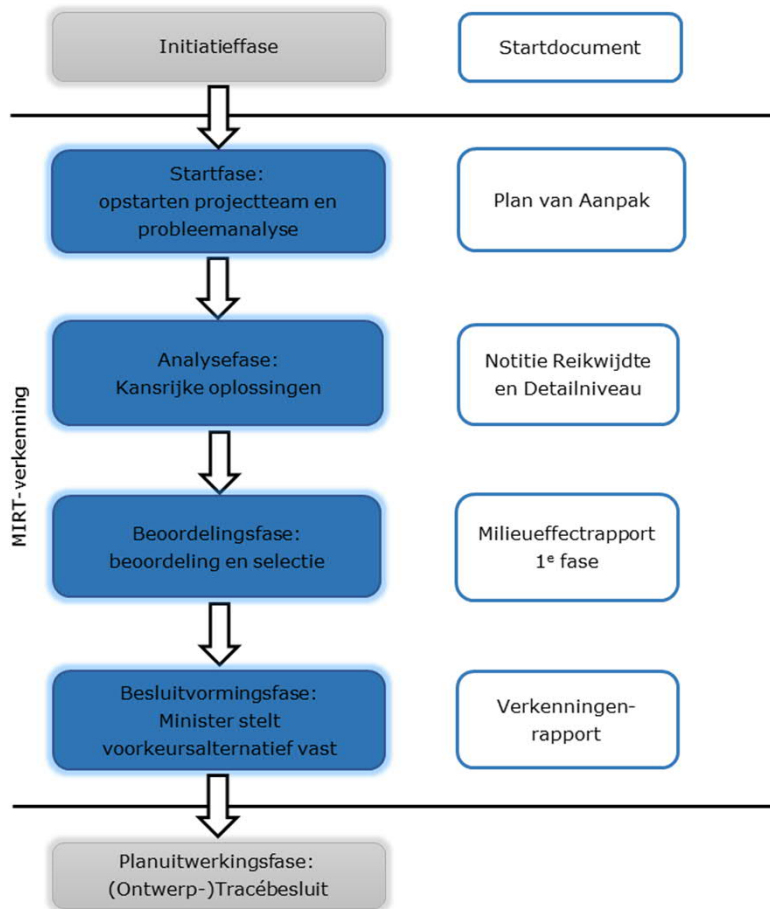 Initiatieffase
Startdocument
Startfase:
opstarten projectteam en
probleemanalyse
Plan van Aanpak
MIRT-verkenning
Analysefase:
Kansrijke oplossingen
Notitie Reikwijdte
en Detailniveau
Beoordelingsfase:
beoordeling en selectie
Milieueffectrapport
1e fase
Besluitvormingsfase:
Minister stelt
voorkeursalternatief vast
Verkenningen-
rapport
Planuitwerkingsfase:
(Ontwerp-)Tracébesluit